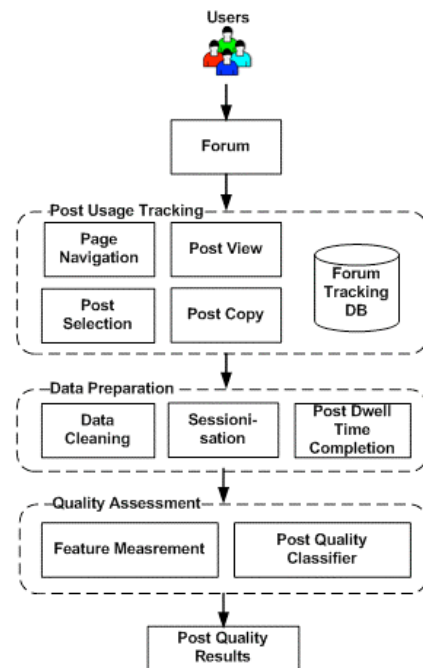 Users
Forum
Post Usage Tracking
Page
Navigation
Post View
Forum
Tracking
DB
Post
Selection
Post Copy
Data Preparation
Data
Cleaning
Sessioni-
sation
Post Dwell
Time
Completion
Quality Assessment
Feature Measrement
Post Quality
Classifier
Post Quality
Results